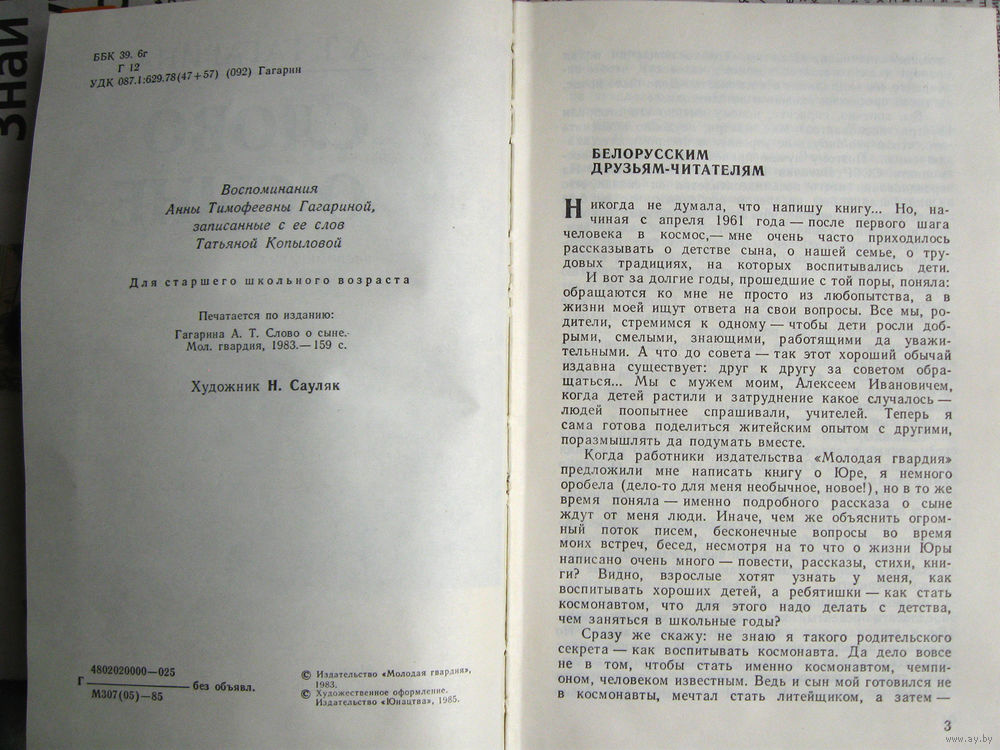 знай
ББК 39. 6г
Г 12
УДК 087.1:629.78(47+57) (092) Гагарин
Воспоминания
Анны Тимофеевны Гагариной,
записанные с ее слов
Татьяной Копыловой
Для старшего школьного возраста
Печатается по изданию:
Гагарина А. Т. Слово о сыне.-
Мол. гвардия, 1983.—159 с.
Художник Н. Сауляк
4802020000—025
Г ———— без объявл.
М307(05)—85
© Издательство «Молодая гвардия»,
1983.
© Художественное оформление.
Издательство «Юнацтва», 1985.
БЕЛОРУССКИМ
ДРУЗЬЯМ-ЧИТАТЕЛЯМ
Никогда не думала, что напишу книгу... Но, на-
чиная с апреля 1961 года — после первого шага
человека в космос,— мне очень часто приходилось
рассказывать о детстве сына, о нашей семье, о тру-
довых традициях, на которых воспитывались дети.
И вот за долгие годы, прошедшие с той поры, поняла:
обращаются ко мне не просто из любопытства, а в
жизни моей ищут ответа на свои вопросы. Все мы, ро-
дители, стремимся к одному — чтобы дети росли доб-
рыми, смелыми, знающими, работящими да уважи-
тельными. А что до совета — так этот хороший обычай
издавна существует: друг к другу за советом обра-
щаться... Мы с мужем моим, Алексеем Ивановичем,
когда детей растили и затруднение какое случалось —
людей поопытнее спрашивали, учителей. Теперь я
сама готова поделиться житейским опытом с другими,
поразмышлять да подумать вместе.
Когда работники издательства «Молодая гвардия»
предложили мне написать книгу о Юре, я немного
оробела (дело-то для меня необычное, новое!), но в то же
время поняла — именно подробного рассказа о сыне
ждут от меня люди. Иначе, чем же объяснить огром-
ный поток писем, бесконечные вопросы во время
моих встреч, бесед, несмотря на то что о жизни Юры
написано очень много — повести, рассказы, стихи, кни-
ги? Видно, взрослые хотят узнать у меня, как
воспитывать хороших детей, а ребятишки — как стать
космонавтом, что для этого надо делать с детства,
чем заняться в школьные годы?
Сразу же скажу: не знаю я такого родительского
секрета — как воспитывать космонавта. Да дело вовсе
не в том, чтобы стать именно космонавтом, чемпи-
оном, человеком известным. Ведь и сын мой готовился не
в космонавты, мечтал стать литейщиком, а затем —
3
www.ay.by